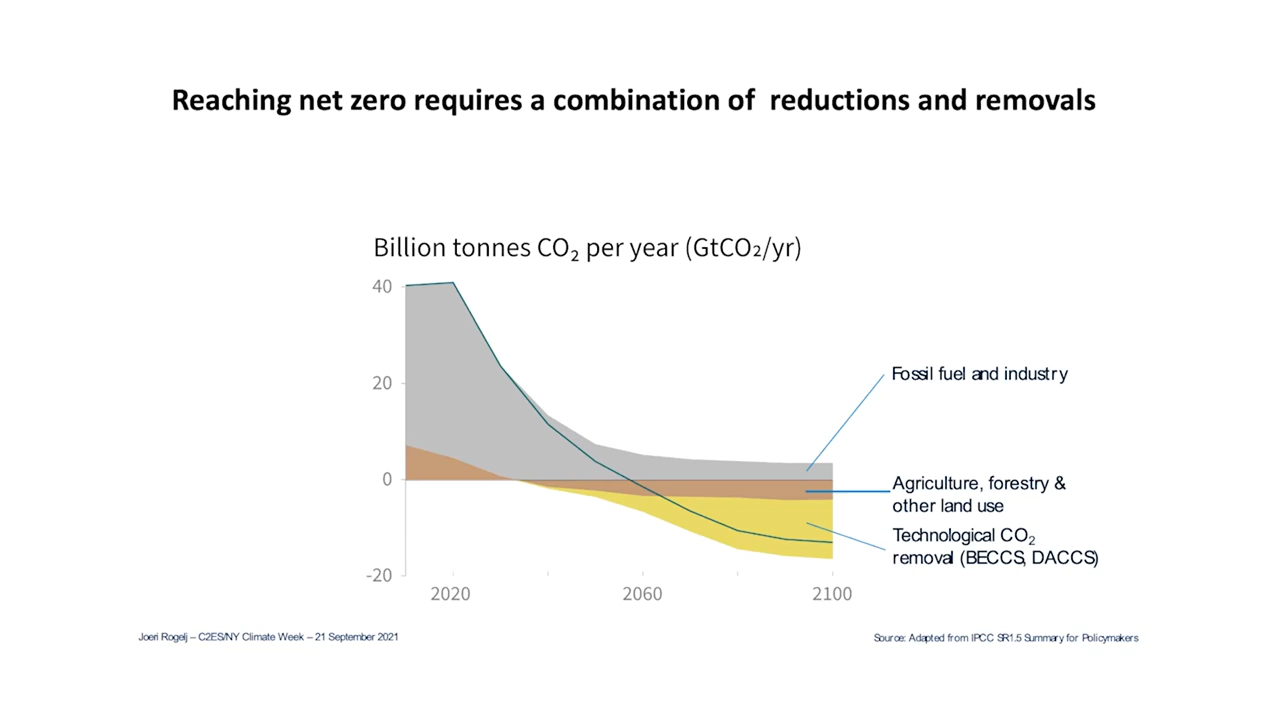 Reaching net zero requires a combination of  reductions and removals
Billion tonnes CO₂ per year (GtCO₂/yr)
40
20
0
-20
2020
2060
2100
Fossil fuel and industry
Agriculture, forestry &
other land use
Technological CO₂
removal (BECCS, DACCS)
Joeri Rogelj – C2ES/NY Climate Week – 21 September 2021
Source: Adapted from IPCC SR1.5 Summary for Policymakers